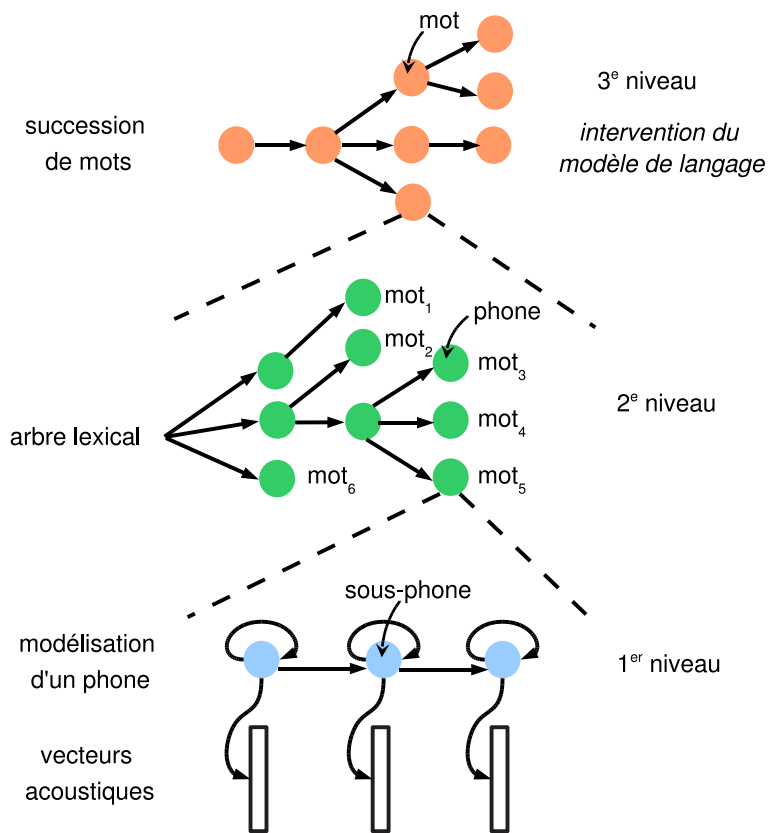 mot
3e niveau
succession
de mots
intervention du
modèle de langage
mot1
phone
mot2
mot3
2e niveau
arbre lexical
mot4
mot6
mot5
sous-phone
modélisation
d'un phone
1er niveau
vecteurs
acoustiques